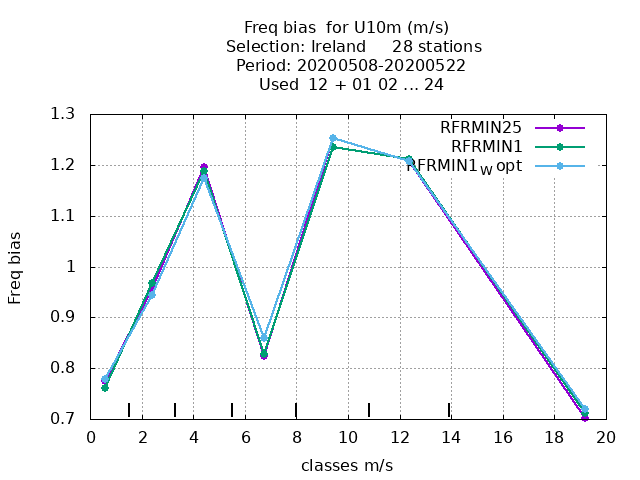 Freq bias  for U10m (m/s)
Selection: Ireland     28 stations
Period: 20200508-20200522
Used  12 + 01 02 ... 24
RFRMIN25
RFRMIN1
RFRMIN1W opt
1.3
1.2
1.1
1
0.9
0.8
0.7
Freq bias
0 2 4 6 8 10 12 14 16 18 20
classes m/s